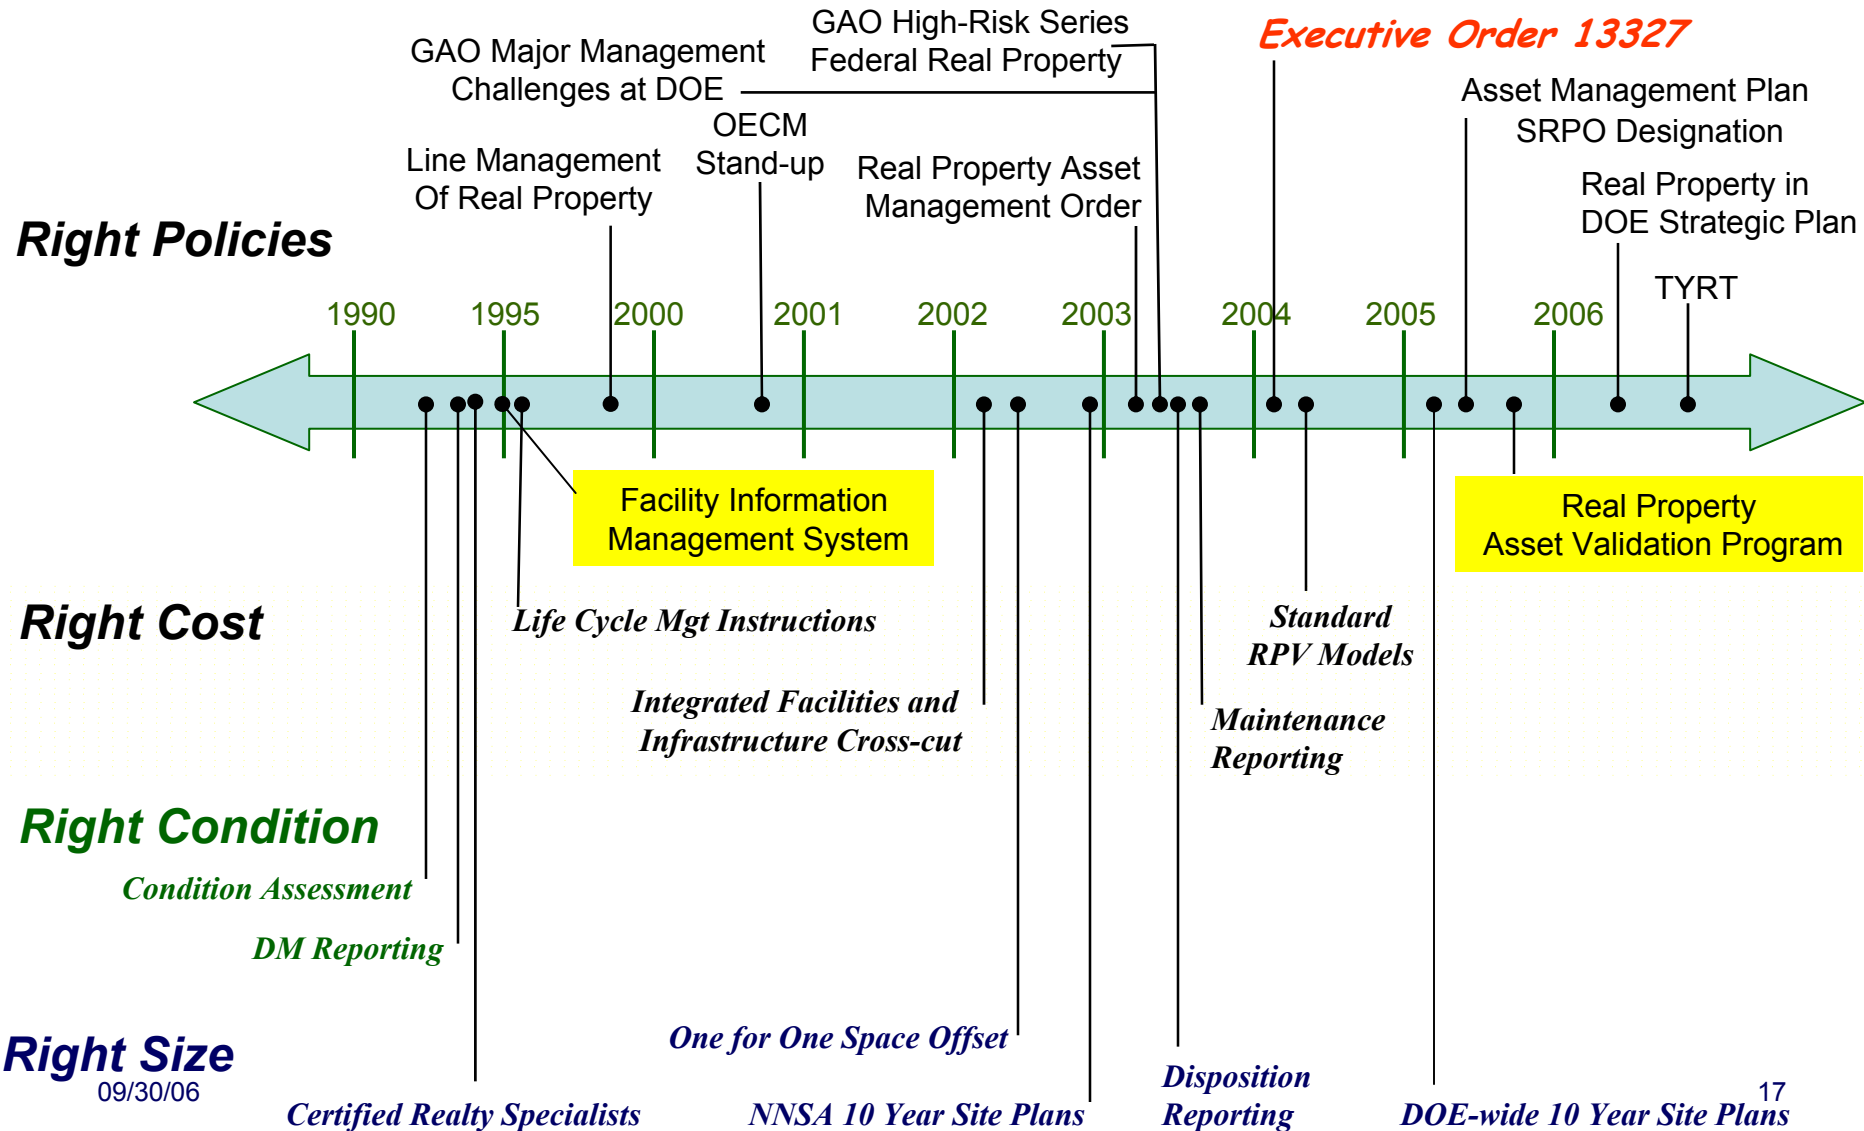 GAO High-Risk Series
Federal Real Property
Executive Order 13327
GAO Major Management
Challenges at DOE
Asset Management Plan
SRPO Designation
OECM
Stand-up
Line Management
Of Real Property
Real Property Asset
Management Order
Real Property in
DOE Strategic Plan
Right Policies
TYRT
1990
1995
2000
2001
2002
2003
2004
2005
2006
Facility Information
Management System
Real Property
Asset Validation Program
Right Cost
Life Cycle Mgt Instructions
Standard
RPV Models
Integrated Facilities and
Infrastructure Cross-cut
Maintenance
Reporting
Right Condition
Condition Assessment
DM Reporting
Right Size
One for One Space Offset
Disposition
Reporting
Certified Realty Specialists
NNSA 10 Year Site Plans
DOE-wide 10 Year Site Plans
09/30/06
17